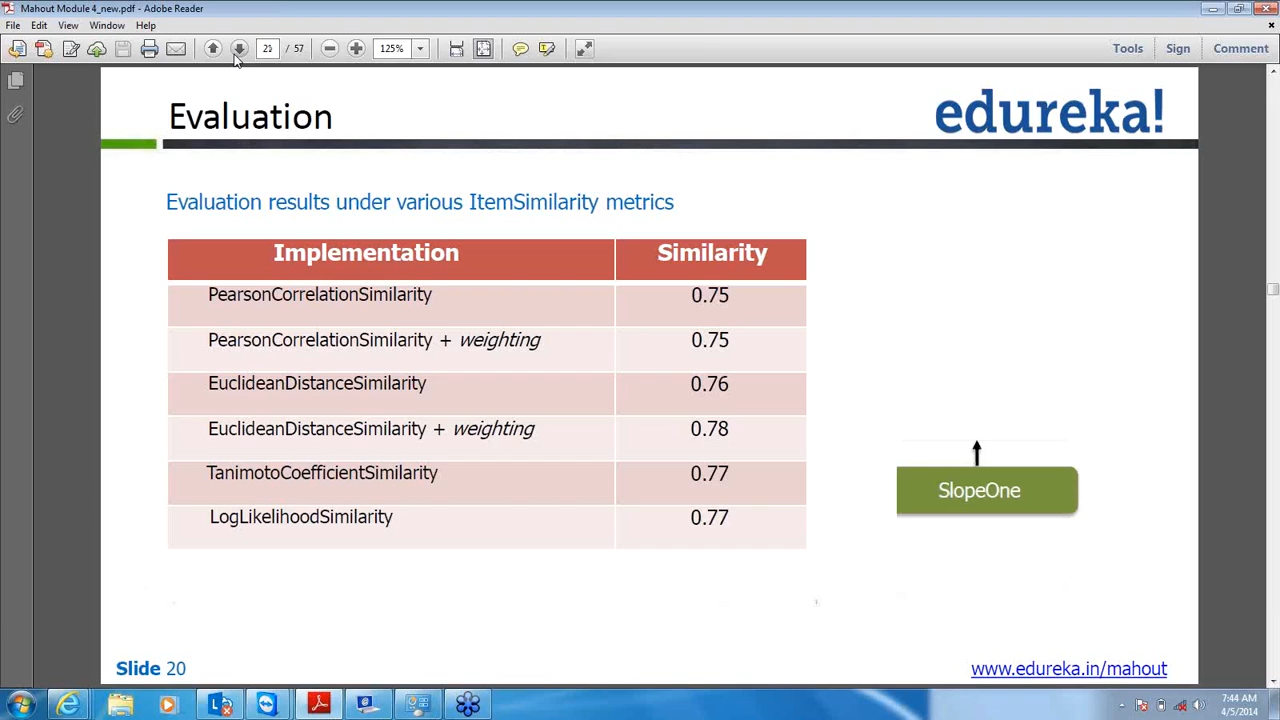 Mahout Module 4_new.pdf - Adobe Reader
File Edit View Window Help
21 / 57 125% Tools Sign Comment
Evaluation
edureka!
Evaluation results under various ItemSimilarity metrics
Implementation Similarity
PearsonCorrelationSimilarity 0.75
PearsonCorrelationSimilarity + weighting 0.75
EuclideanDistanceSimilarity 0.76
EuclideanDistanceSimilarity + weighting 0.78
TanimotoCoefficientSimilarity 0.77
LogLikelihoodSimilarity 0.77
SlopeOne
Slide 20
www.edureka.in/mahout
7:44 AM
4/5/2014